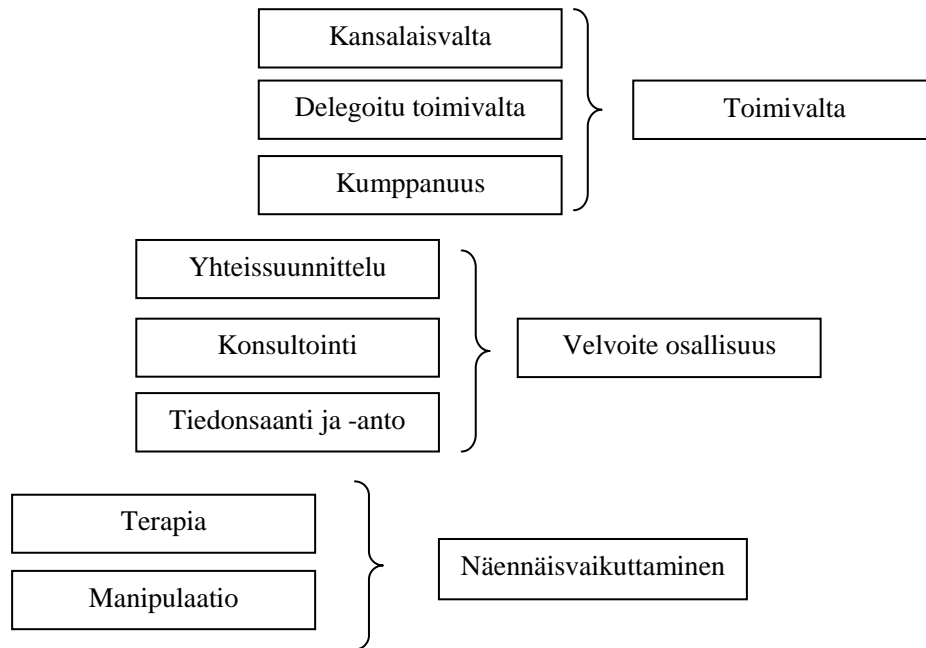 Kansalaisvalta
Delegoitu toimivalta
Toimivalta
Kumppanuus
Yhteissuunnittelu
Konsultointi
Velvoite osallisuus
Tiedonsaanti ja -anto
Terapia
Näennäisvaikuttaminen
Manipulaatio